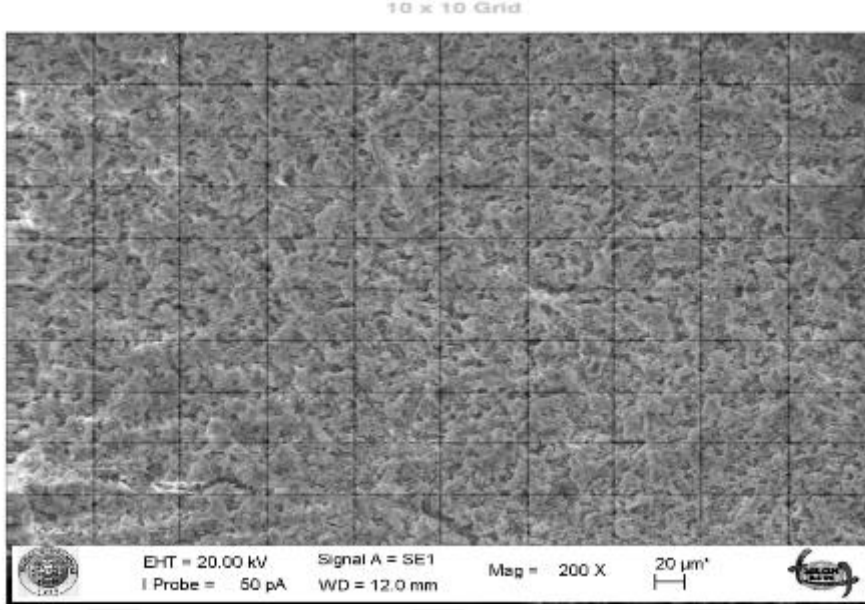 10 x 10 Grid
EHT = 20.00 kV
Signal A = SE1
Mag = 200 X
20 µm*
I Probe = 50 pA
WD = 12.0 mm